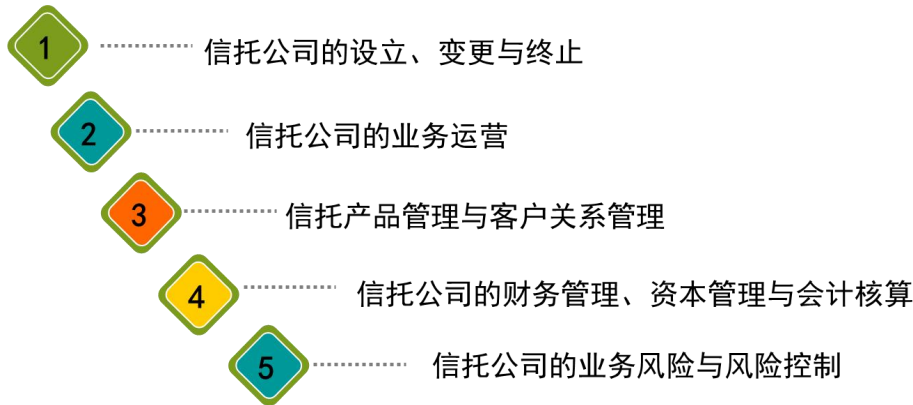 1 信托公司的设立、变更与终止
2 信托公司的业务运营
3 信托产品管理与客户关系管理
4 信托公司的财务管理、资本管理与会计核算
5 信托公司的业务风险与风险控制